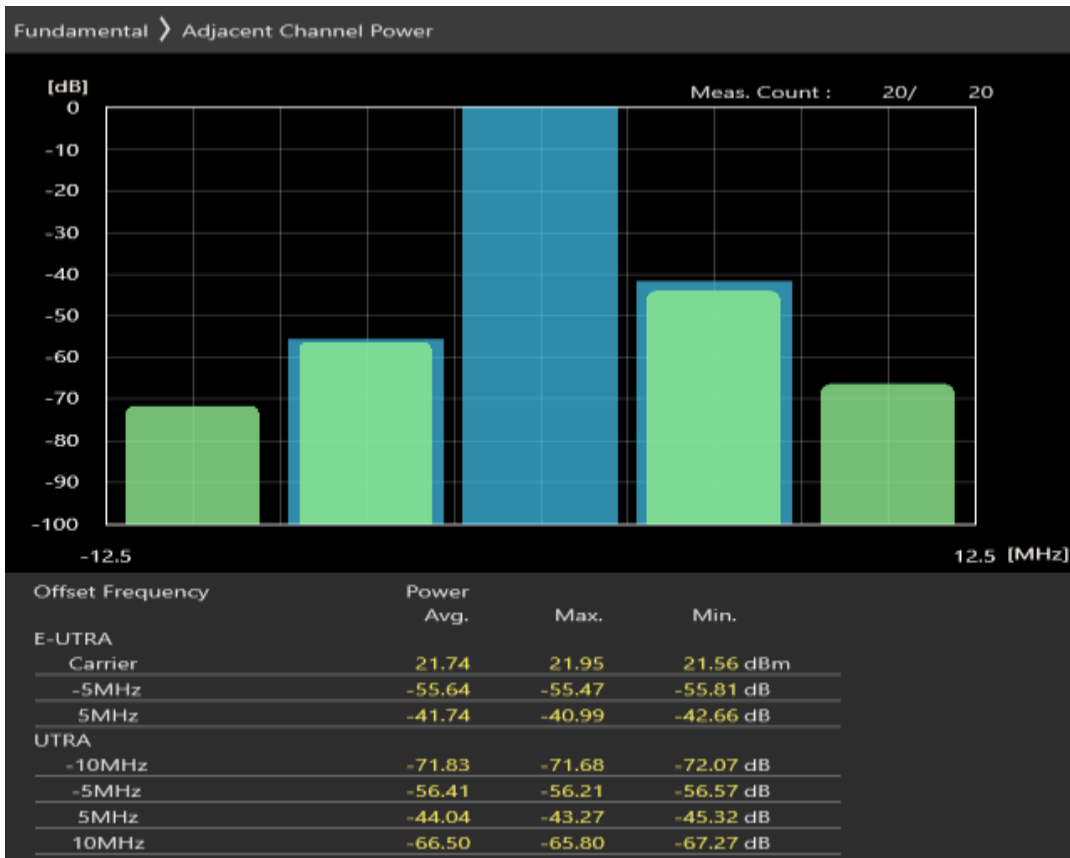 Fundamental ❯ Adjacent Channel Power
[dB]
Meas. Count : 20/ 20
0
-10
-20
-30
-40
-50
-60
-70
-80
-90
-100
-12.5 12.5 [MHz]
Offset Frequency Power
Avg. Max. Min.
E-UTRA
Carrier 21.74 21.95 21.56 dBm
-5MHz -55.64 -55.47 -55.81 dB
5MHz -41.74 -40.99 -42.66 dB
UTRA
-10MHz -71.83 -71.68 -72.07 dB
-5MHz -56.41 -56.21 -56.57 dB
5MHz -44.04 -43.27 -45.32 dB
10MHz -66.50 -65.80 -67.27 dB